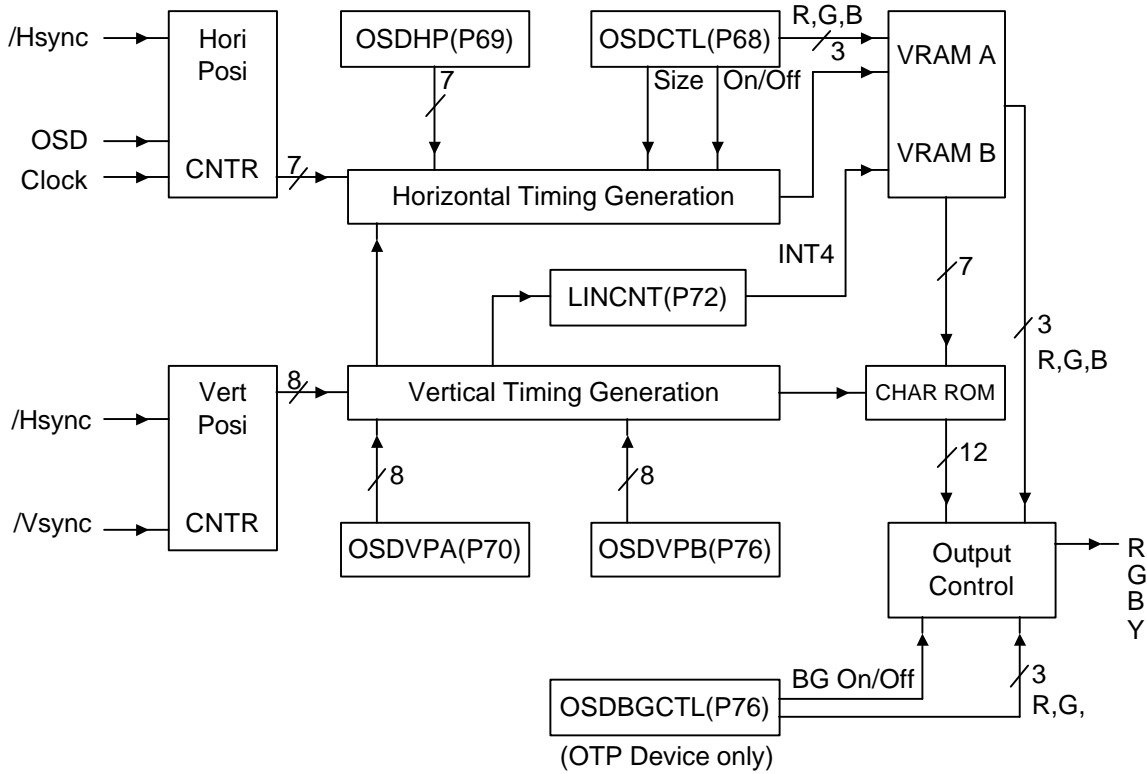 /Hsync
Hori
Posi
OSD
Clock
CNTR
7
OSDHP(P69)
7
OSDCTL(P68)
R,G,B
3
Size
On/Off
VRAM A
VRAM B
Horizontal Timing Generation
INT4
LINCNT(P72)
7
3
R,G,B
/Hsync
Vert
Posi
/Vsync
CNTR
8
Vertical Timing Generation
CHAR ROM
12
8
8
OSDVPA(P70)
OSDVPB(P76)
Output
Control
R
G
B
Y
BG On/Off
3
R,G,
OSDBGCTL(P76)
(OTP Device only)